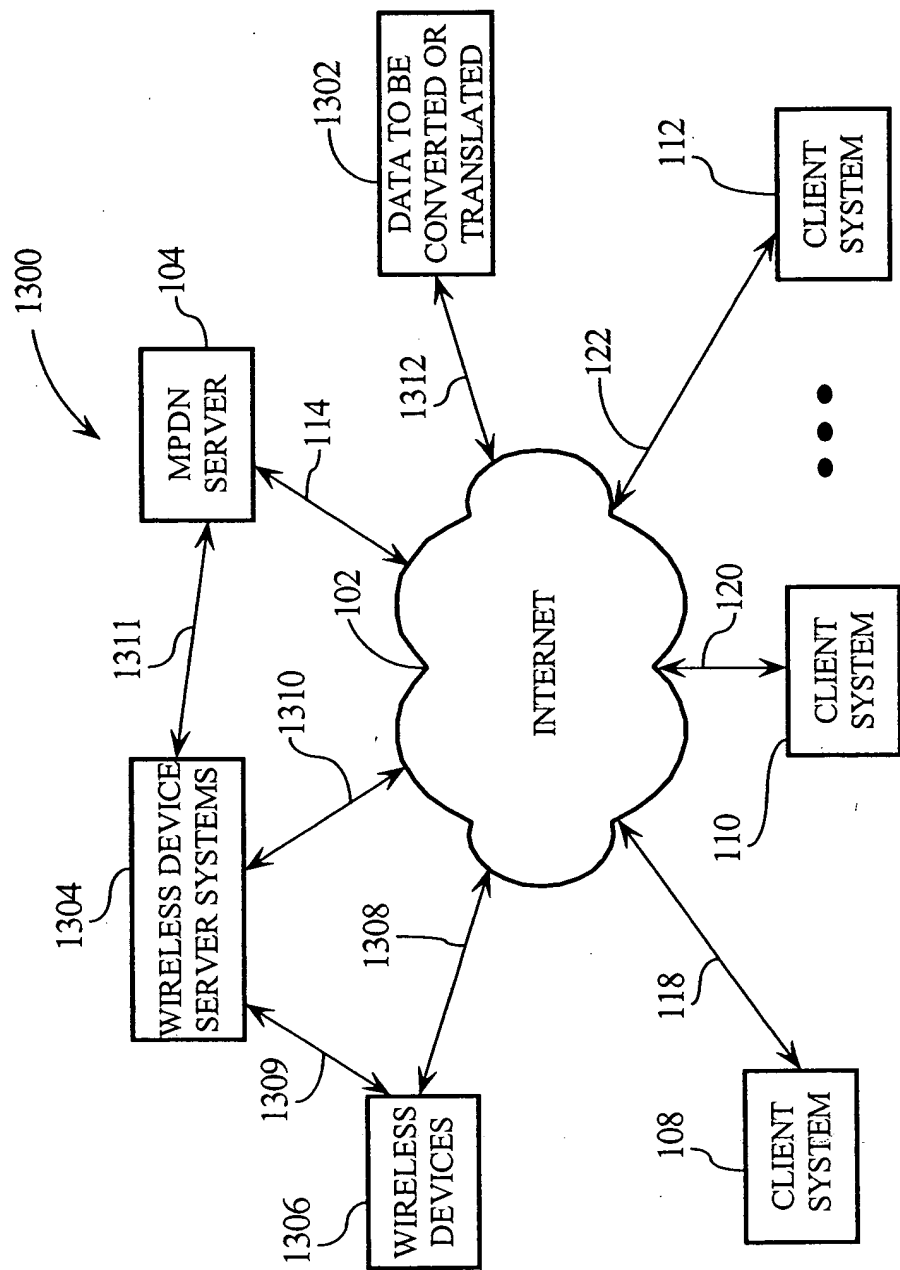 1300
1304
WIRELESS DEVICE
SERVER SYSTEMS
1311
MPDN
SERVER
104
1309
1310
114
1302
DATA TO BE
CONVERTED OR
TRANSLATED
1306
WIRELESS
DEVICES
1308
102
1312
INTERNET
118
120
122
108
CLIENT
SYSTEM
110
CLIENT
SYSTEM
112
CLIENT
SYSTEM